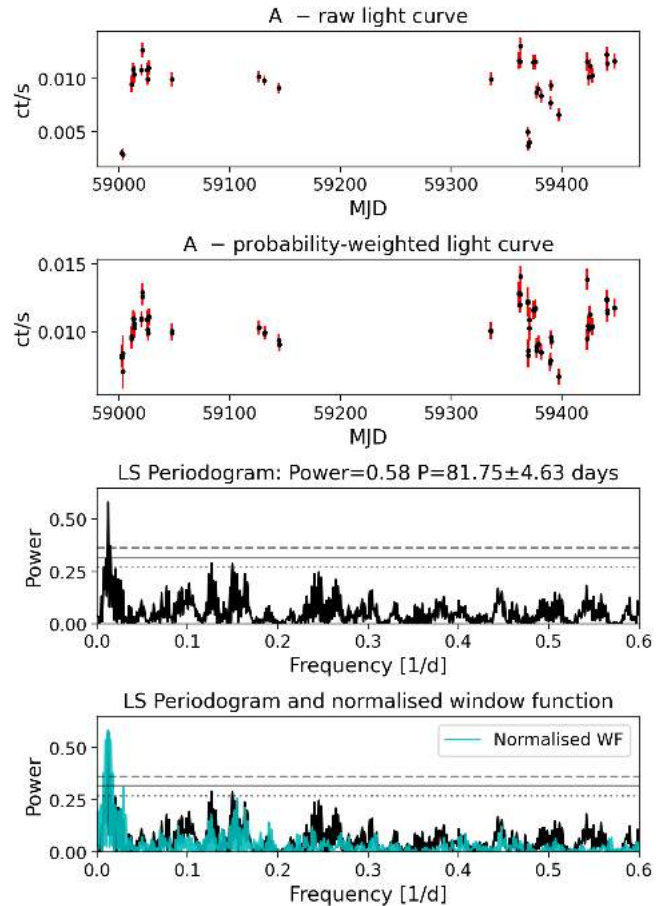 A – raw light curve
ct/s
0.010
0.005
59000 59100 59200 59300 59400
MJD
A – probability-weighted light curve
ct/s
0.015
0.010
59000 59100 59200 59300 59400
MJD
LS Periodogram: Power=0.58 P=81.75±4.63 days
Power
0.50
0.25
0.00
0.0 0.1 0.2 0.3 0.4 0.5 0.6
Frequency [1/d]
LS Periodogram and normalised window function
Power
0.50
0.25
0.00
Normalised WF
0.0 0.1 0.2 0.3 0.4 0.5 0.6
Frequency [1/d]